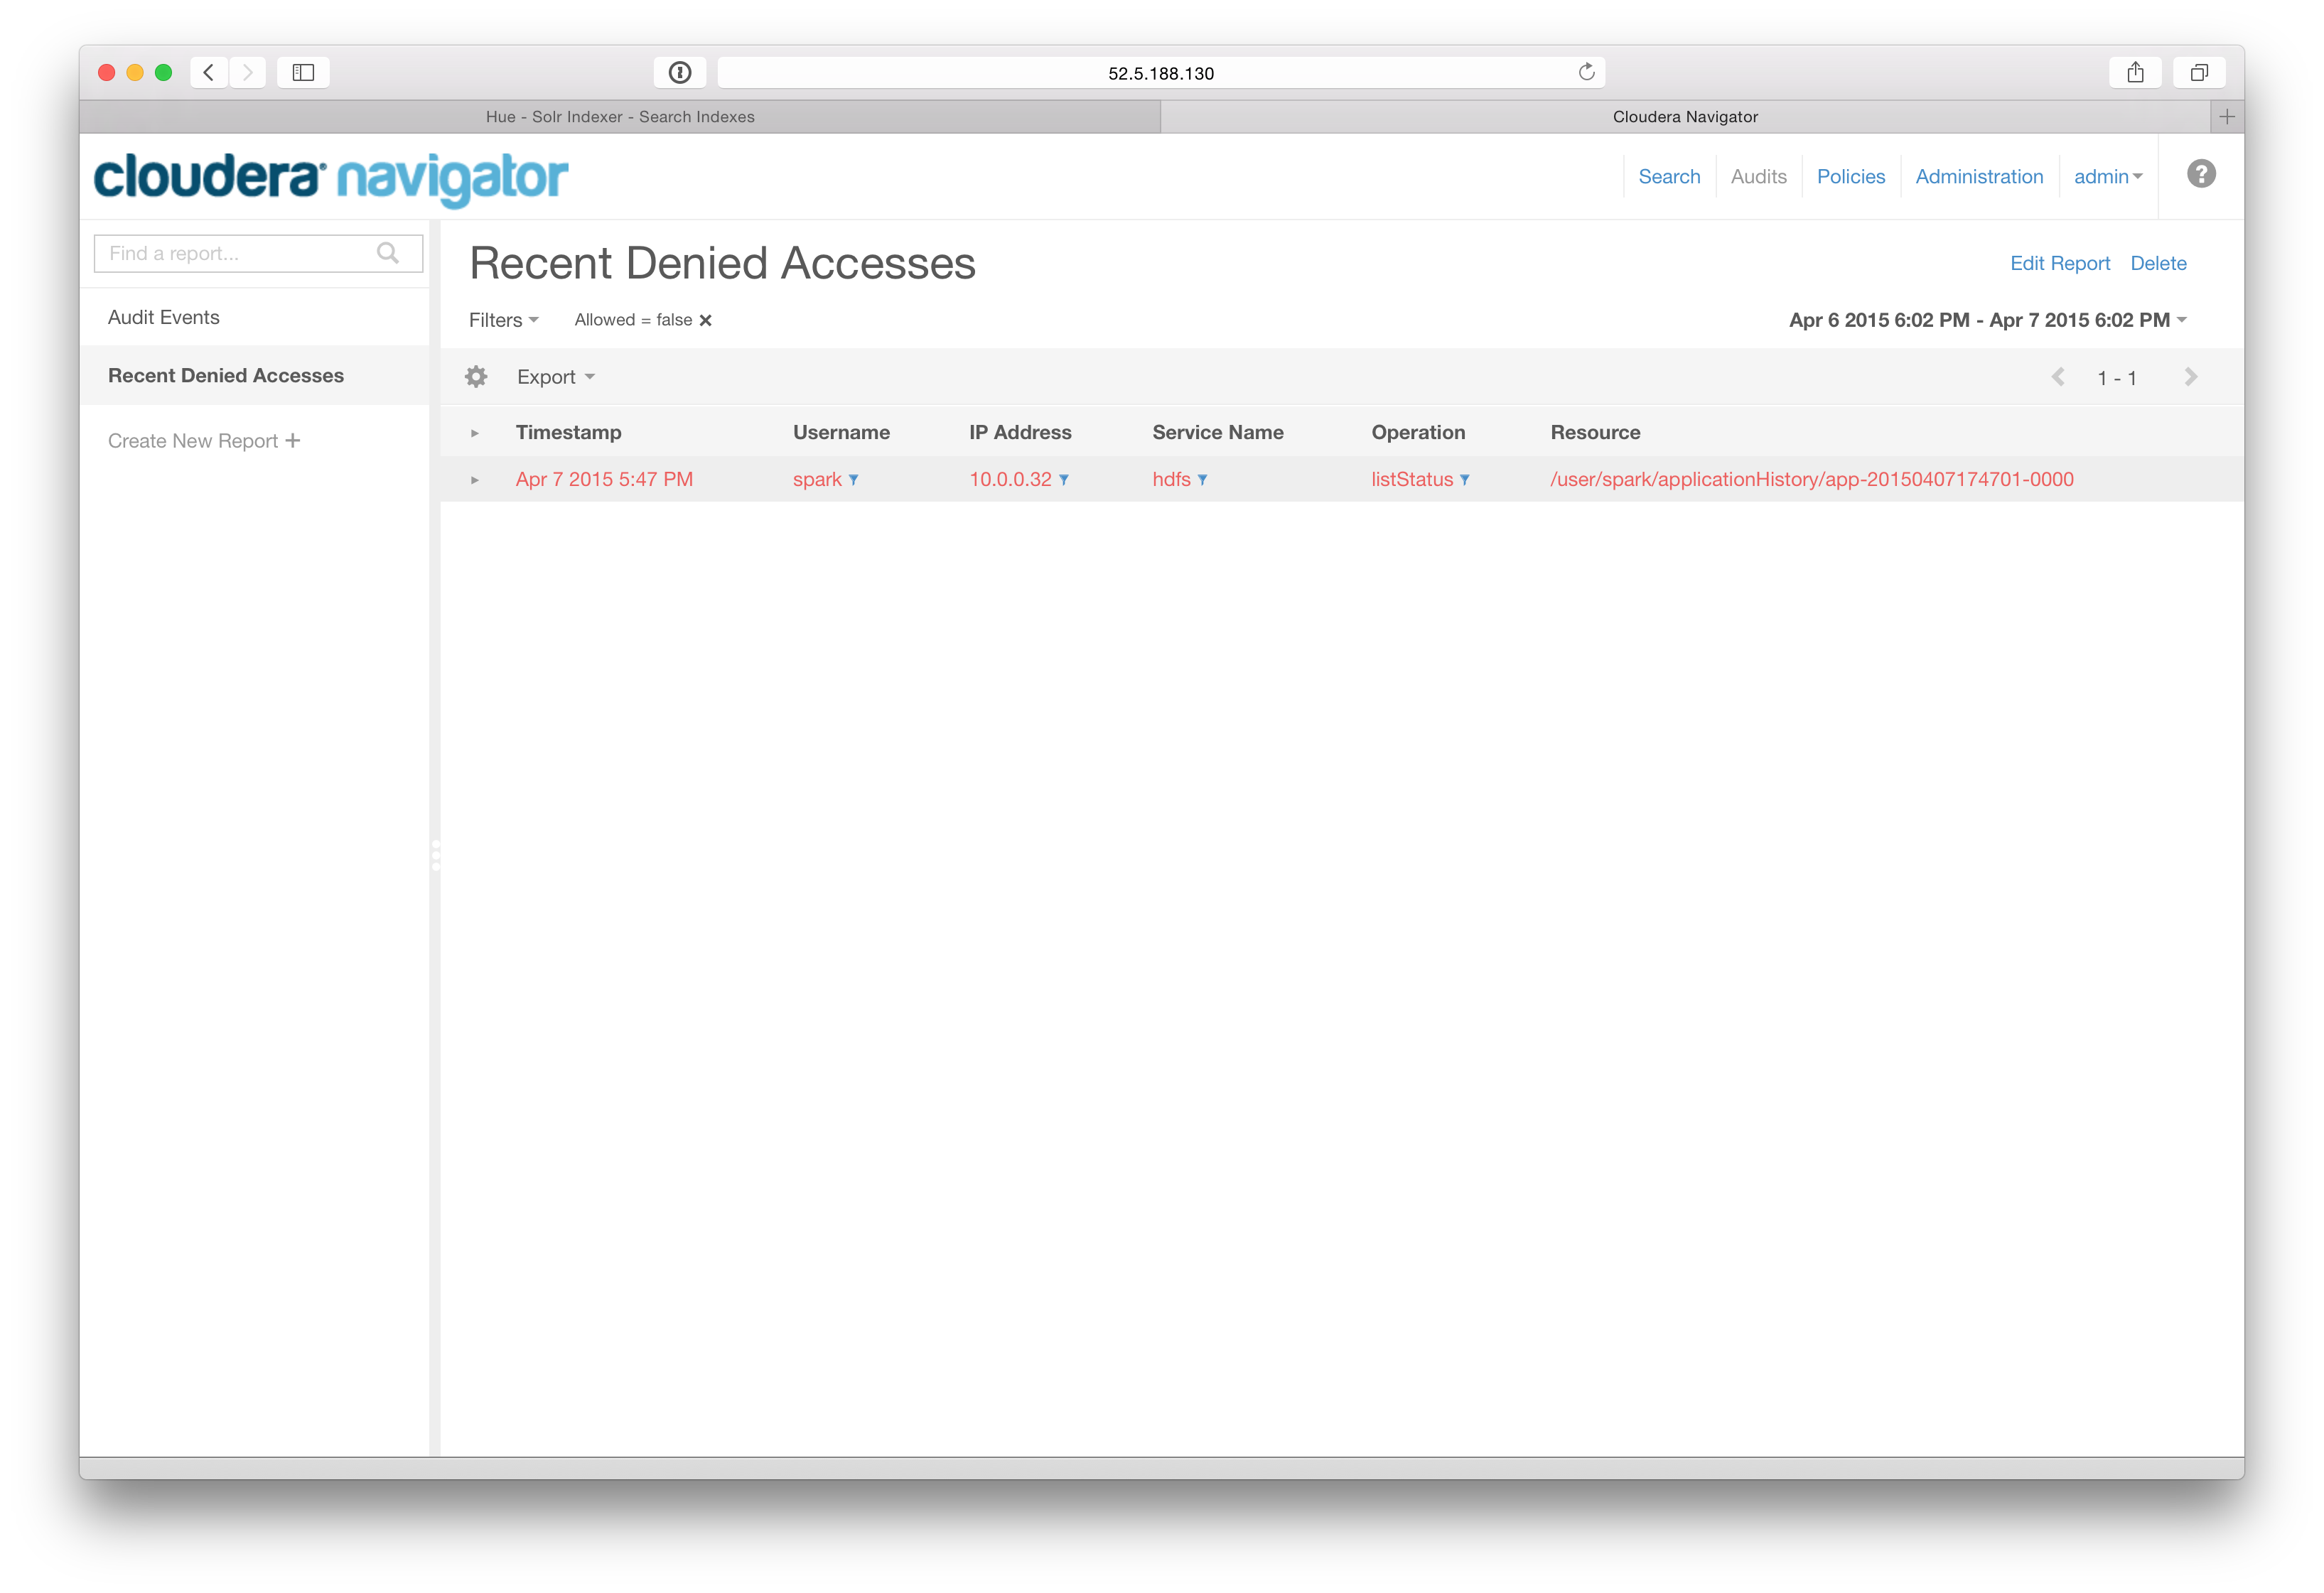 52.5.188.130
Hue - Solr Indexer - Search Indexes
Cloudera Navigator
cloudera navigator
Search
Audits
Policies
Administration
admin
?
Find a report...
Audit Events
Recent Denied Accesses
Create New Report +
Recent Denied Accesses
Edit Report
Delete
Filters
Allowed = false
Apr 6 2015 6:02 PM - Apr 7 2015 6:02 PM
Export
1 - 1
Timestamp Username IP Address Service Name Operation Resource
Apr 7 2015 5:47 PM spark 10.0.0.32 hdfs listStatus /user/spark/applicationHistory/app-20150407174701-0000